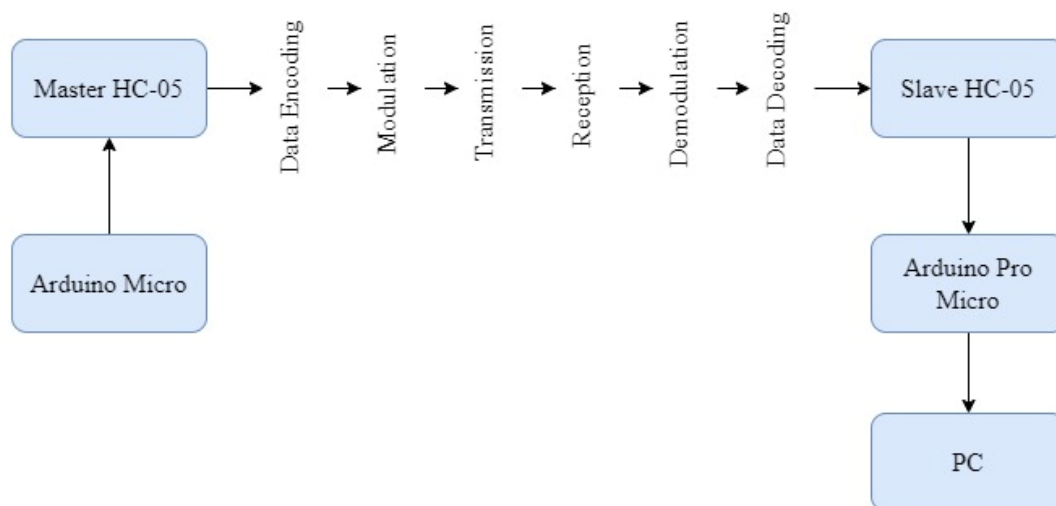 Master HC-05
Data Encoding
Modulation
Transmission
Reception
Demodulation
Data Decoding
Slave HC-05
Arduino Micro
Arduino Pro
Micro
PC